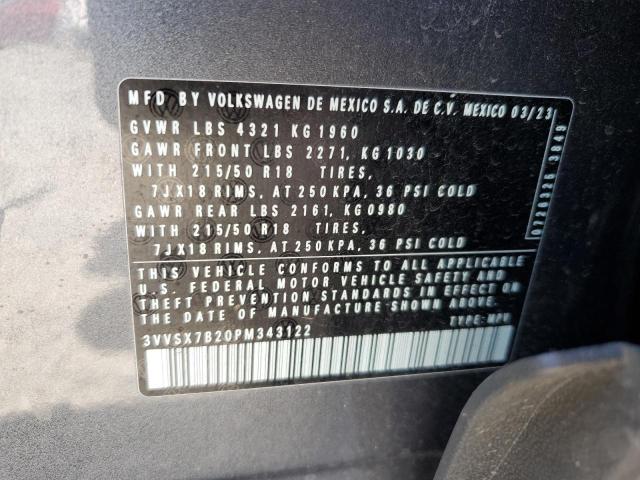 MFD BY VOLKSWAGEN DE MEXICO S.A. DE C.V. MEXICO 03/23
GVWR LBS 4321 KG 1960
GAWR FRONT LBS 2271, KG 1030
WITH 215/50 R18 TIRES,
7JX18 RIMS, AT 250 KPA, 36 PSI COLD
GAWR REAR LBS 2161, KG 0980
WITH 215/50 R18 TIRES,
7JX18 RIMS, AT 250 KPA, 36 PSI COLD
THIS VEHICLE CONFORMS TO ALL APPLICABLE
U.S. FEDERAL MOTOR VEHICLE SAFETY AND
THEFT PREVENTION STANDARDS IN EFFECT ON
THE DATE OF MANUFACTURE SHOWN ABOVE.
3VVSX7B20PM343122 TYPE: MPV
0720325 3849